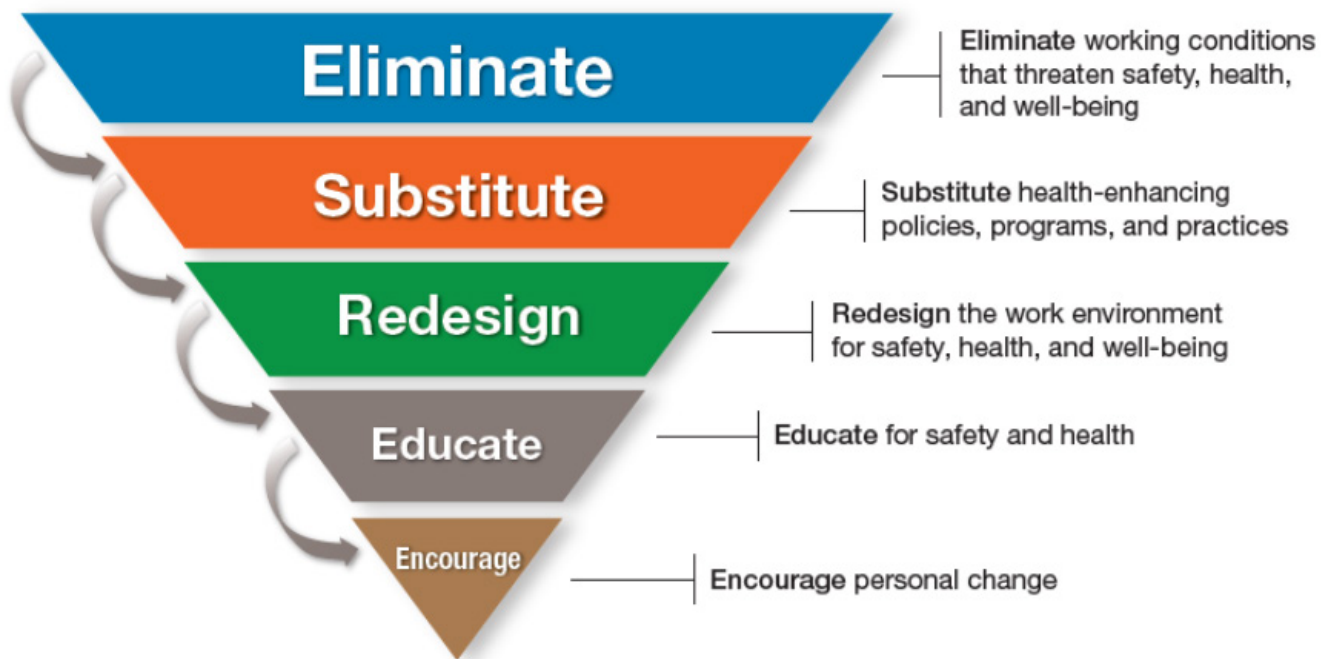 Eliminate
Eliminate working conditions
that threaten safety, health,
and well-being
Substitute
Substitute health-enhancing
policies, programs, and practices
Redesign
Redesign the work environment
for safety, health, and well-being
Educate
Educate for safety and health
Encourage
Encourage personal change